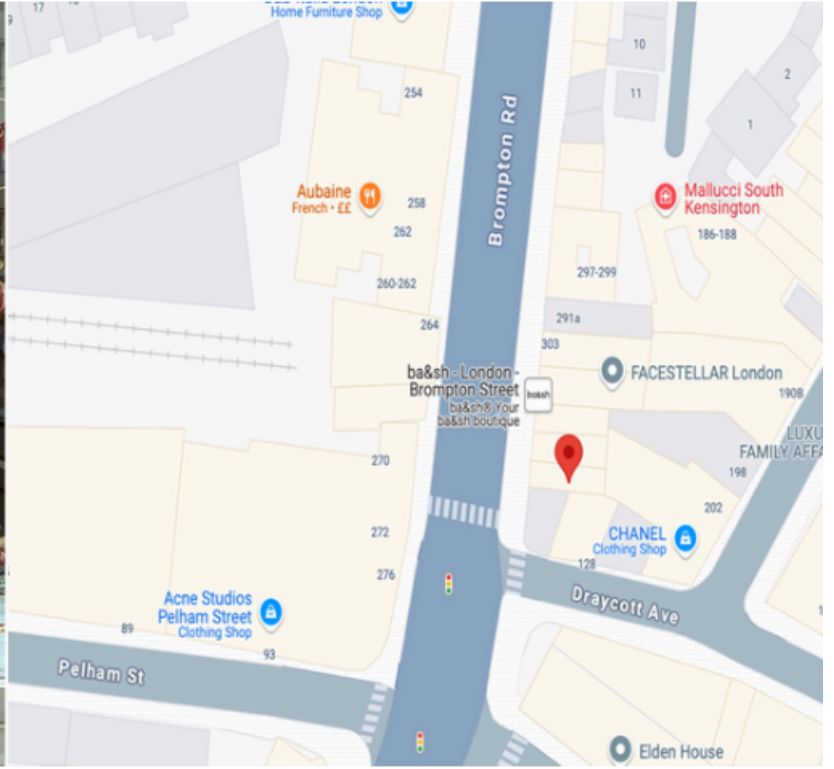 9
17
Home Furniture Shop
10
11
2
1
254
Brompton Rd
Aubaine
French • ££
258
262
Mallucci South
Kensington
186-188
260-262
297-299
264
291a
303
ba&sh - London -
Brompton Street
ba&sh® Your
ba&sh boutique
ba&sh
FACESTELLAR London
190B
LUXU
FAMILY AFFA
270
198
202
272
CHANEL
Clothing Shop
276
128
Draycott Ave
Acne Studios
Pelham Street
Clothing Shop
89
93
Pelham St
Elden House